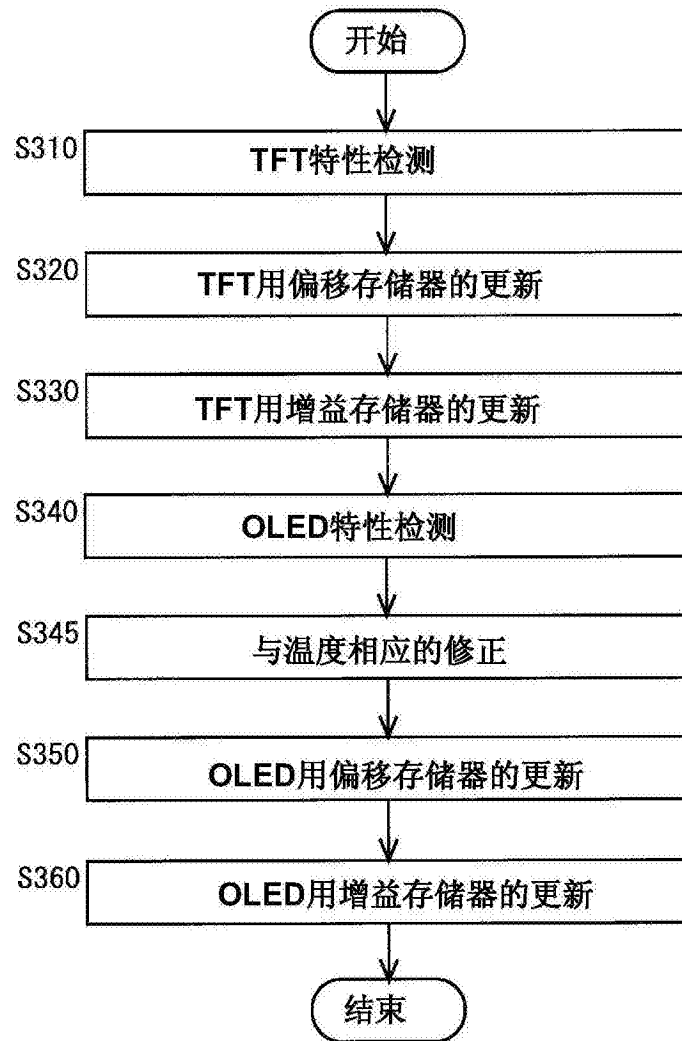 开始
S310
TFT特性检测
S320
TFT用偏移存储器的更新
S330
TFT用增益存储器的更新
S340
OLED特性检测
S345
与温度相应的修正
S350
OLED用偏移存储器的更新
S360
OLED用增益存储器的更新
结束